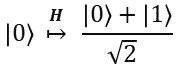 |0⟩ H ↦ |0⟩ + |1⟩ / √2